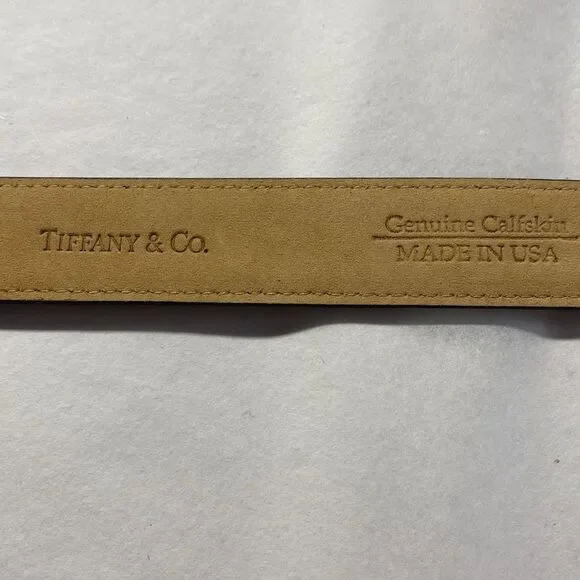 TIFFANY & CO.
Genuine Calfskin
MADE IN USA